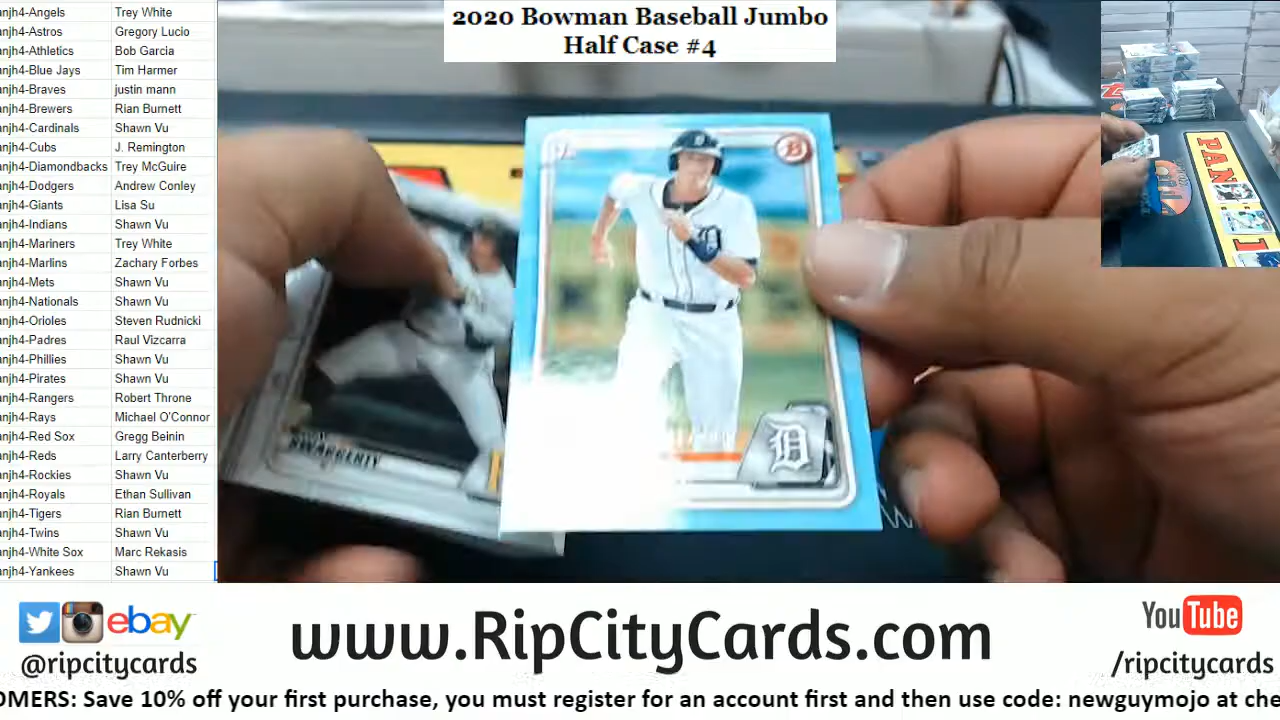 2020 Bowman Baseball Jumbo
Half Case #4
anjh4-Angels Trey White
anjh4-Astros Gregory Lucio
anjh4-Athletics Bob Garcia
anjh4-Blue Jays Tim Harmer
anjh4-Braves justin mann
anjh4-Brewers Rian Burnett
anjh4-Cardinals Shawn Vu
anjh4-Cubs J. Remington
anjh4-Diamondbacks Trey McGuire
anjh4-Dodgers Andrew Conley
anjh4-Giants Lisa Su
anjh4-Indians Shawn Vu
anjh4-Mariners Trey White
anjh4-Marlins Zachary Forbes
anjh4-Mets Shawn Vu
anjh4-Nationals Shawn Vu
anjh4-Orioles Steven Rudnicki
anjh4-Padres Raul Vizcarra
anjh4-Phillies Shawn Vu
anjh4-Pirates Shawn Vu
anjh4-Rangers Robert Throne
anjh4-Rays Michael O'Connor
anjh4-Red Sox Gregg Beinin
anjh4-Reds Larry Canterberry
anjh4-Rockies Shawn Vu
anjh4-Royals Ethan Sullivan
anjh4-Tigers Rian Burnett
anjh4-Twins Shawn Vu
anjh4-White Sox Marc Rekasis
anjh4-Yankees Shawn Vu
B
D
PANI
ebay
@ripcitycards
www.RipCityCards.com
YouTube
/ripcitycards
OMERS: Save 10% off your first purchase, you must register for an account first and then use code: newguymojo at che